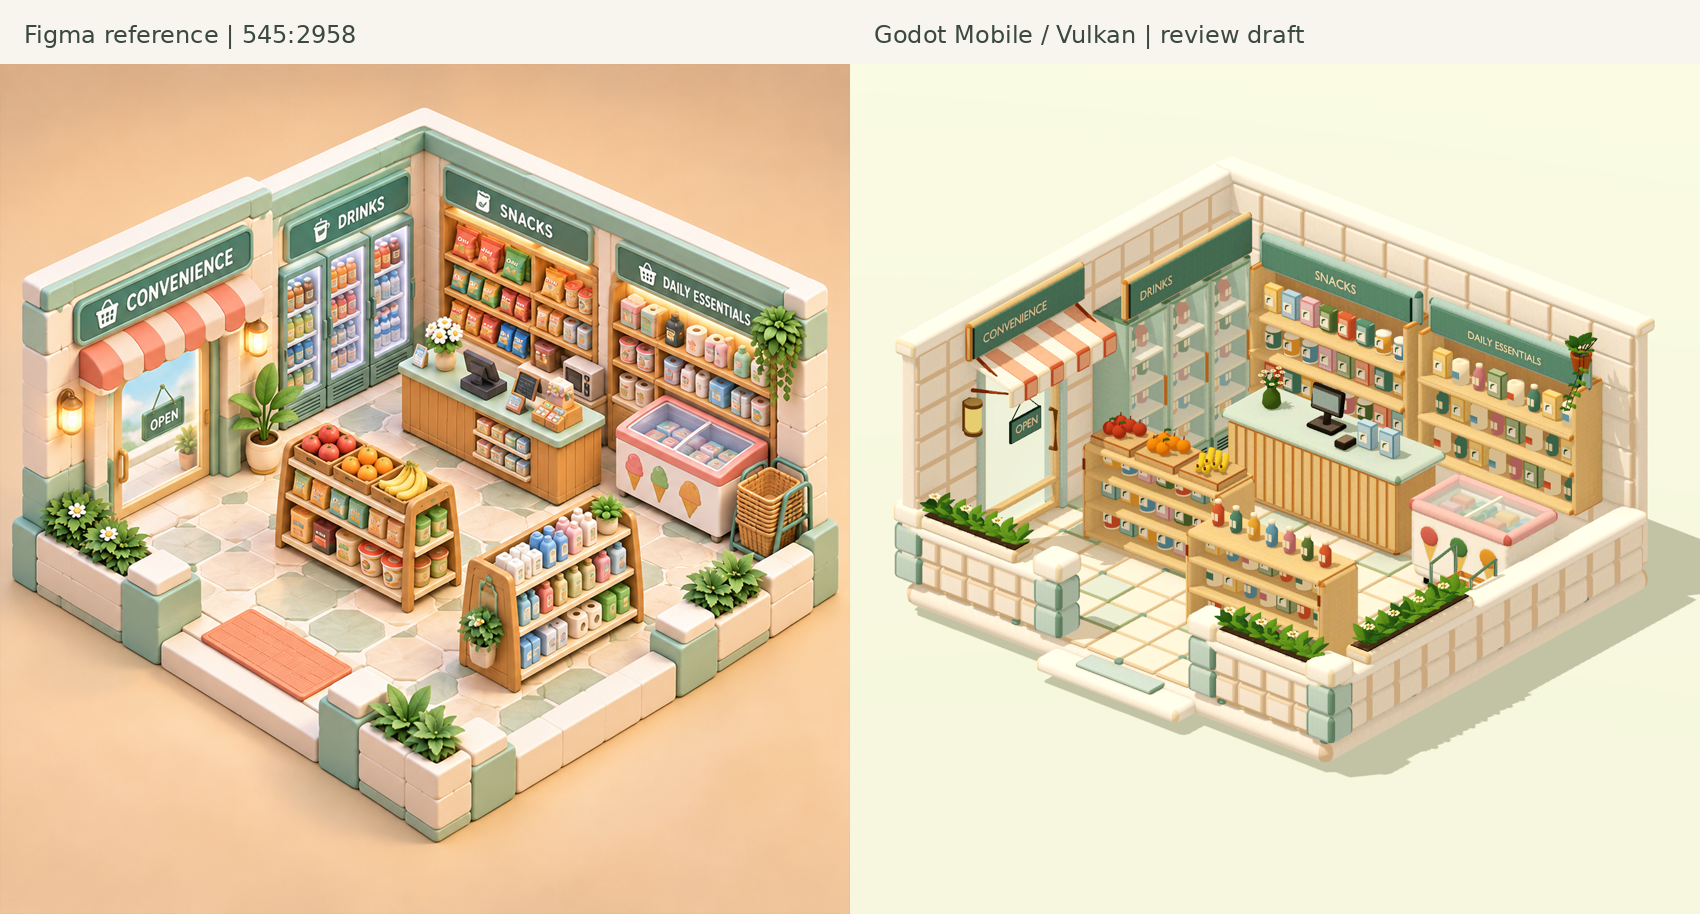 Figma reference | 545:2958
Godot Mobile / Vulkan | review draft
CONVENIENCE
DRINKS
SNACKS
DAILY ESSENTIALS
OPEN
CONVENIENCE
DRINKS
SNACKS
DAILY ESSENTIALS
OPEN